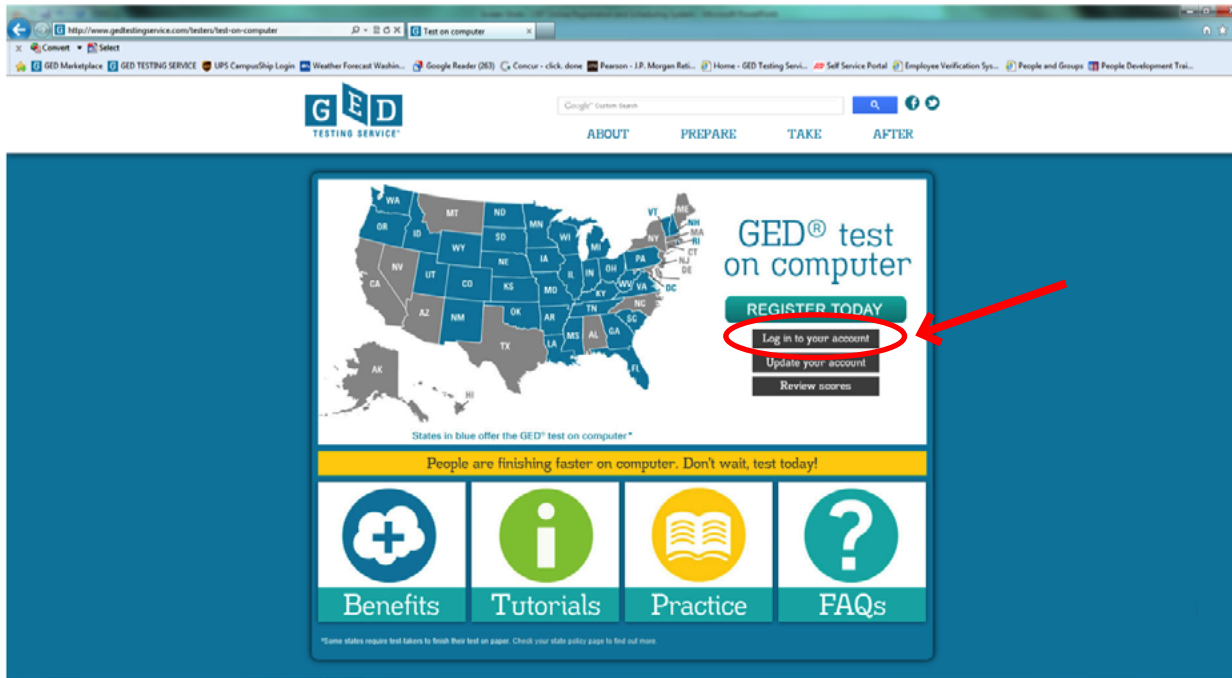 http://www.gedtestingservice.com/testers/test-on-computer
Test on computer
x Convert Select
GED Marketplace GED TESTING SERVICE UPS CampusShip Login Weather Forecast Washin... Google Reader (263) Concur - click. done Pearson - J.P. Morgan Reti... Home - GED Testing Servi... Self Service Portal Employee Verification Sys... People and Groups People Development Trai...
GED
TESTING SERVICE®
Google™ Custom Search
ABOUT PREPARE TAKE AFTER
WA
OR
ID
MT
ND
MN
SD
WY
NE
IA
WI
MI
NV
UT
CO
KS
MO
IL
IN
OH
PA
NY
VT
ME
NH
MA
RI
CT
NJ
DE
DC
WV
VA
KY
CA
AZ
NM
OK
AR
TN
NC
SC
TX
LA
MS
AL
GA
FL
AK
HI
States in blue offer the GED® test on computer*
GED® test
on computer
REGISTER TODAY
Log in to your account
Update your account
Review scores
People are finishing faster on computer. Don't wait, test today!
Benefits
Tutorials
Practice
FAQs
*Some states require test-takers to finish their test on paper. Check your state policy page to find out more.